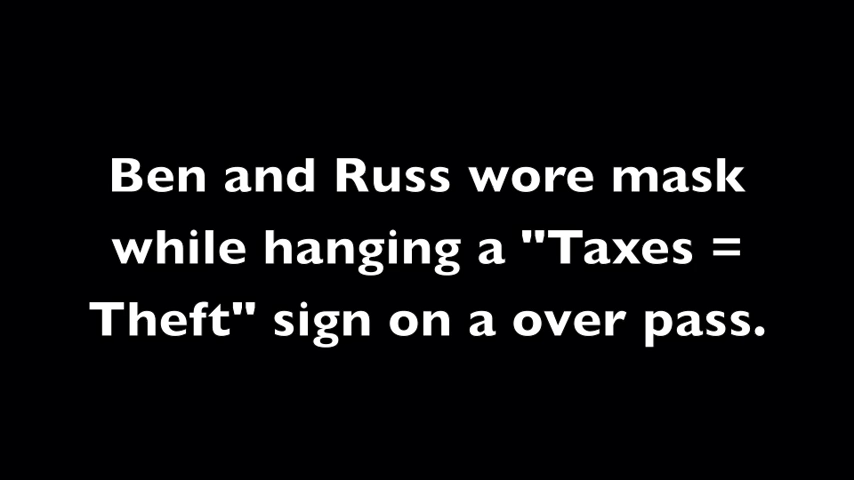 Ben and Russ wore mask
while hanging a "Taxes =
Theft" sign on a over pass.